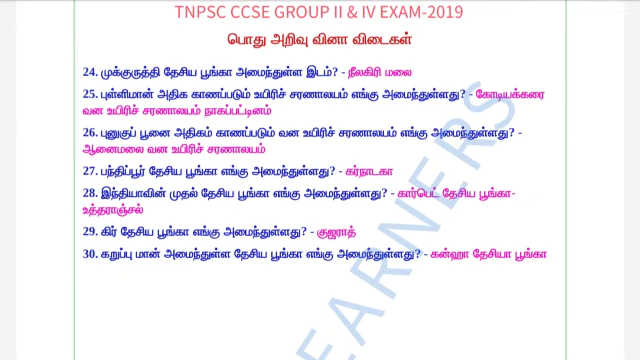 TNPSC CCSE GROUP II & IV EXAM-2019
பொது அறிவு வினா விடைகள்
24. முக்குருத்தி தேசிய பூங்கா அமைந்துள்ள இடம்? - நீலகிரி மலை
25. புள்ளிமான் அதிக காணப்படும் உயிரிச் சரணாலயம் எங்கு அமைந்துள்ளது? - கோடியக்கரை
வன உயிரிச் சரணாலயம் நாகப்பட்டினம்
26. புனுகுப் பூனை அதிகம் காணப்படும் வன உயிரிச் சரணாலயம் எங்கு அமைந்துள்ளது? -
ஆனைமலை வன உயிரிச் சரணாலயம்
27. பந்திப்பூர் தேசிய பூங்கா எங்கு அமைந்துள்ளது? - கர்நாடகா
28. இந்தியாவின் முதல் தேசிய பூங்கா எங்கு அமைந்துள்ளது? - கார்பெட் தேசிய பூங்கா-
உத்தராஞ்சல்
29. கிர் தேசிய பூங்கா எங்கு அமைந்துள்ளது? - குஜராத்
30. கறுப்பு மான் அமைந்துள்ள தேசிய பூங்கா எங்கு அமைந்துள்ளது? - கன்ஹா தேசியா பூங்கா
EARNERS